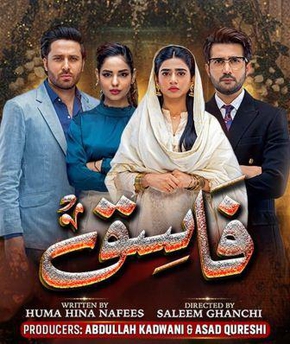 فاسق
WRITTEN BY
HUMA HINA NAFEES
DIRECTED BY
SALEEM GHANCHI
PRODUCERS: ABDULLAH KADWANI & ASAD QURESHI